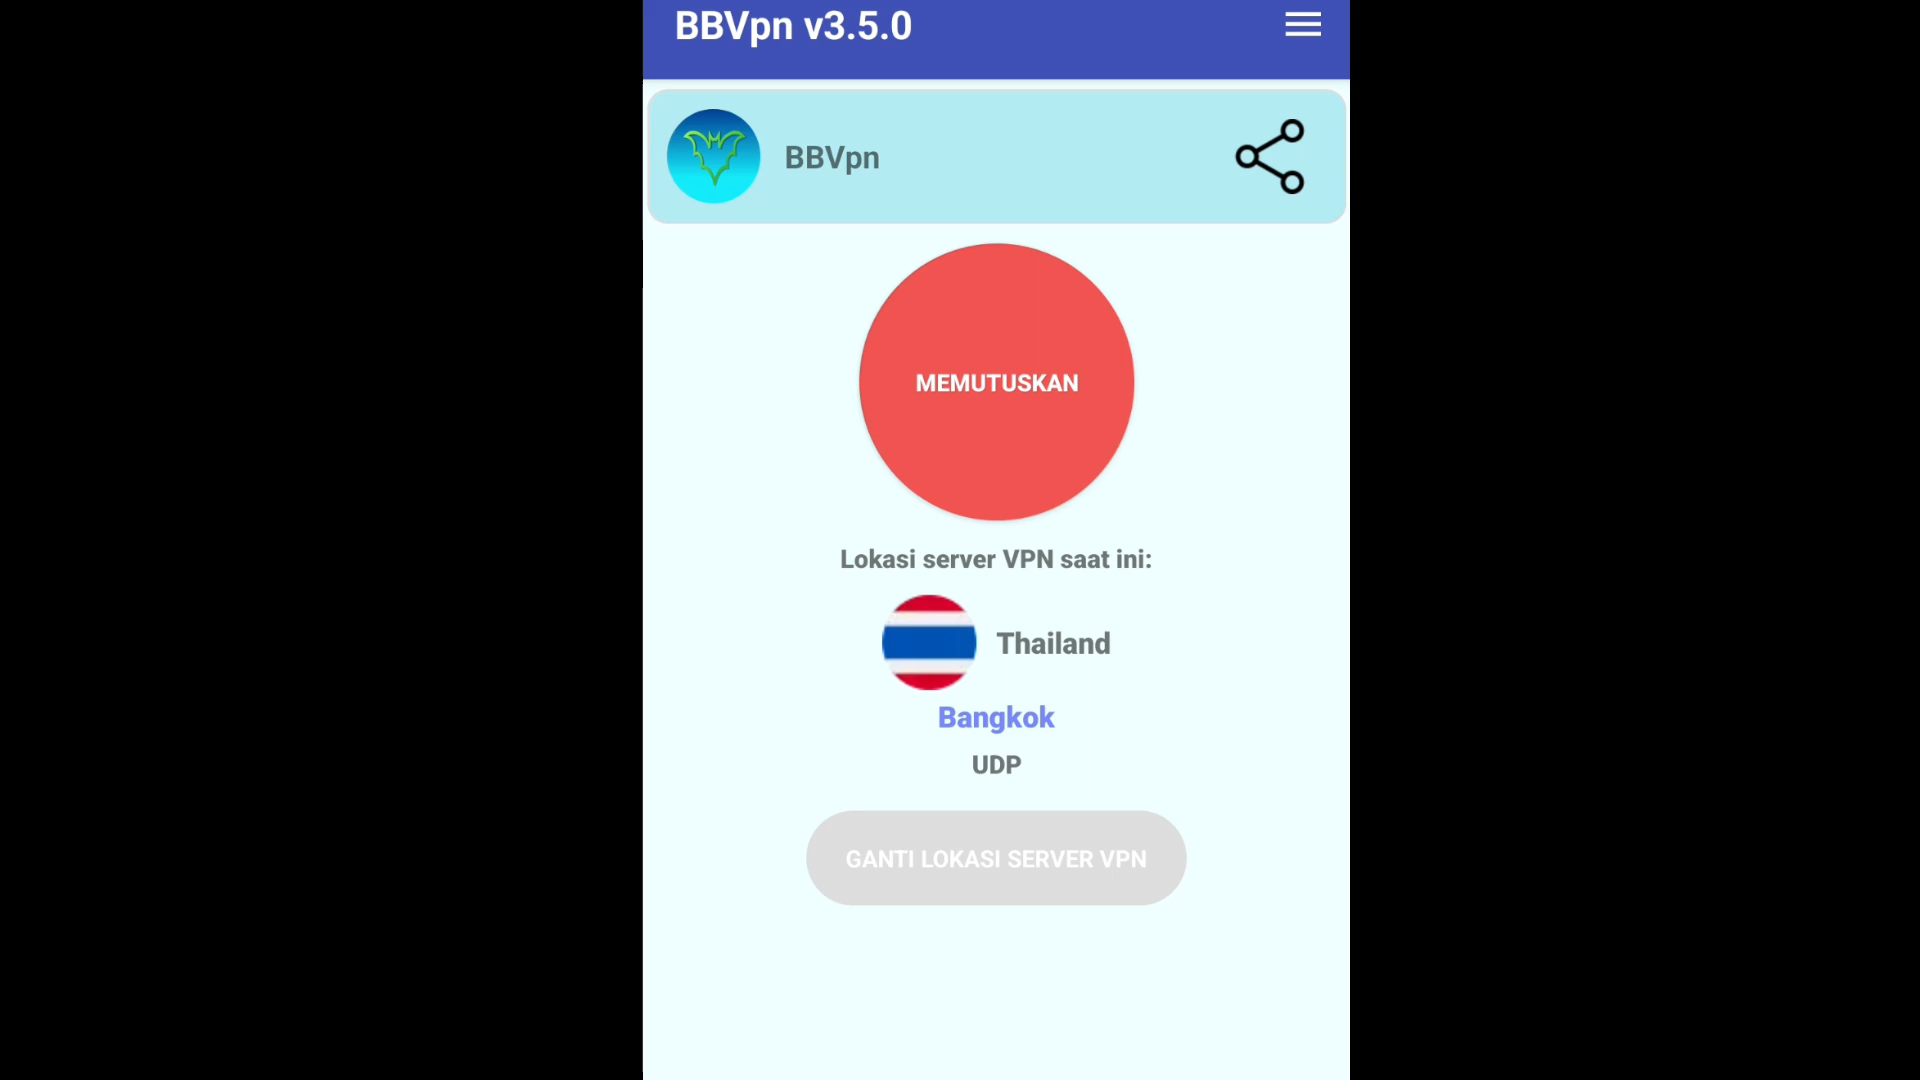 BBVpn v3.5.0
BBVpn
MEMUTUSKAN
Lokasi server VPN saat ini:
Thailand
Bangkok
UDP
GANTI LOKASI SERVER VPN